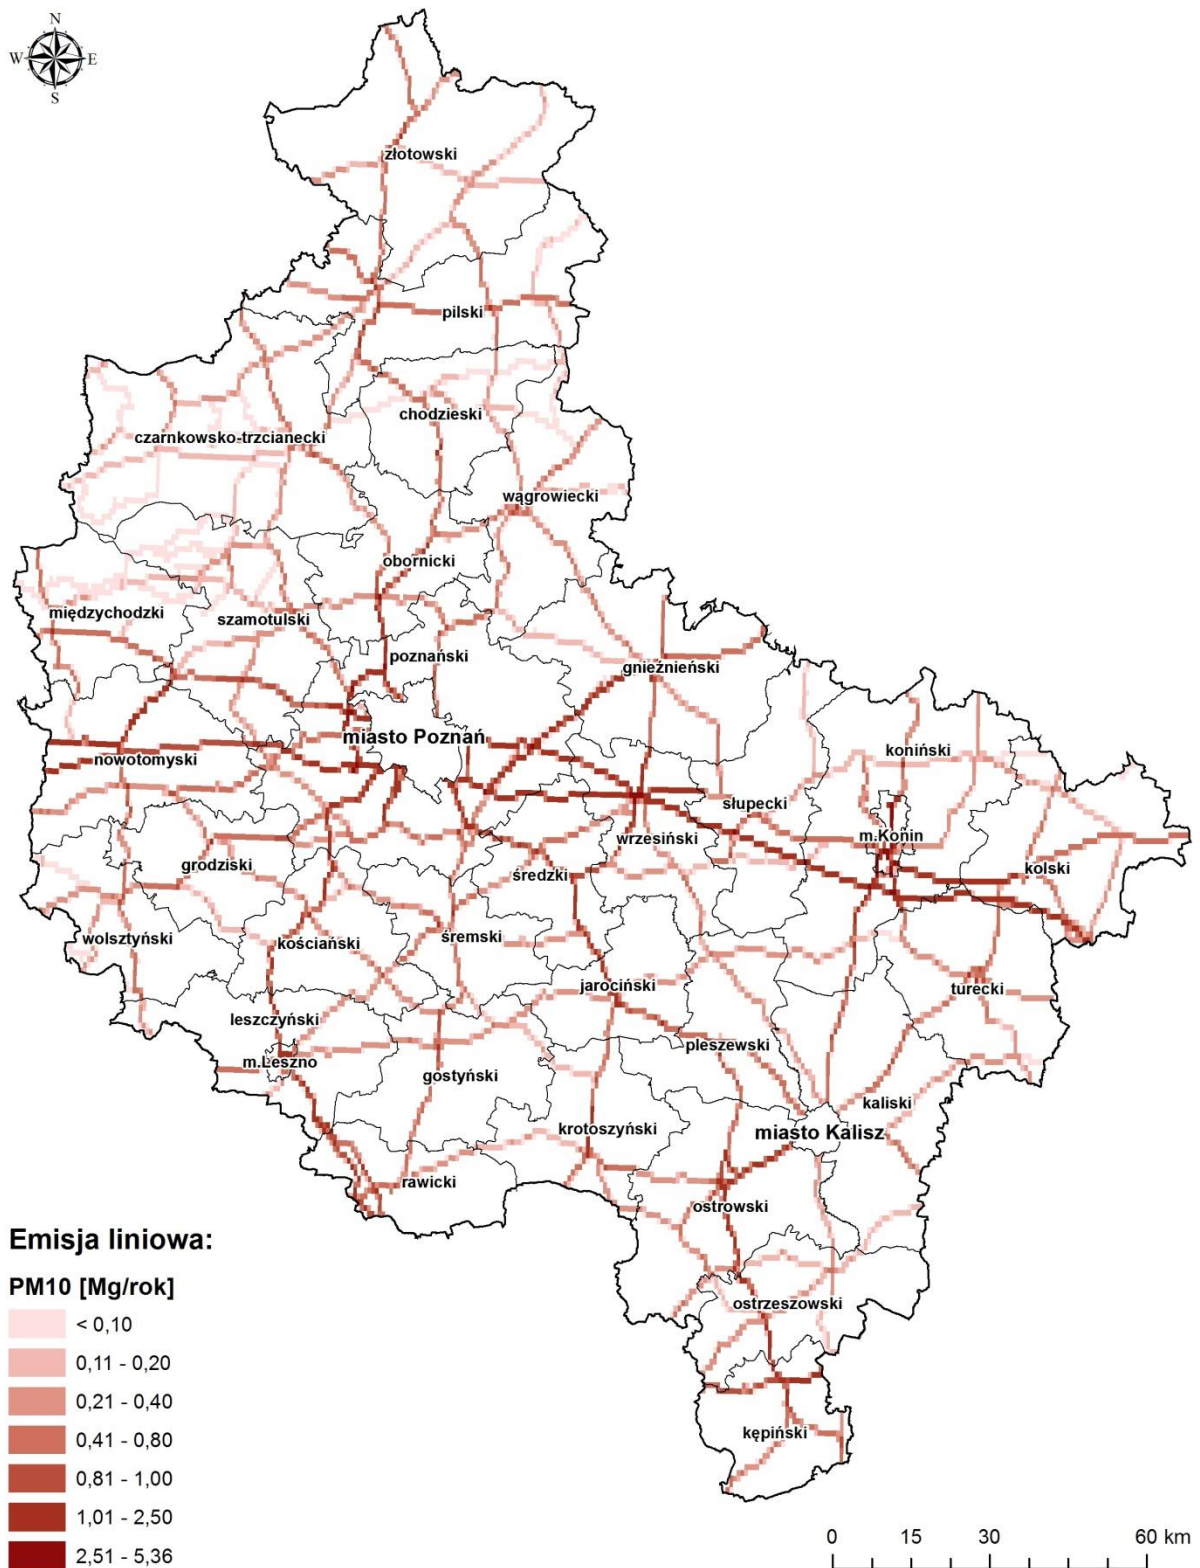 N
W E
S
złotowski
pilski
chodzieski
czarnkowsko-trzcianecki
wągrowiecki
obornicki
międzychodzki
szamotulski
poznański
gnieźnieński
miasto Poznań
koniński
nowotomyski
słupecki
m.Konin
wrzesiński
grodziski
średzki
kolski
wolsztyński
kościański
śremski
jarociński
turecki
leszczyński
pleszewski
m.Leszno
gostyński
kaliski
krotoszyński
miasto Kalisz
rawicki
ostrowski
ostrzeszowski
kępiński
Emisja liniowa:
PM10 [Mg/rok]
< 0,10
0,11 - 0,20
0,21 - 0,40
0,41 - 0,80
0,81 - 1,00
1,01 - 2,50
2,51 - 5,36
0 15 30 60 km